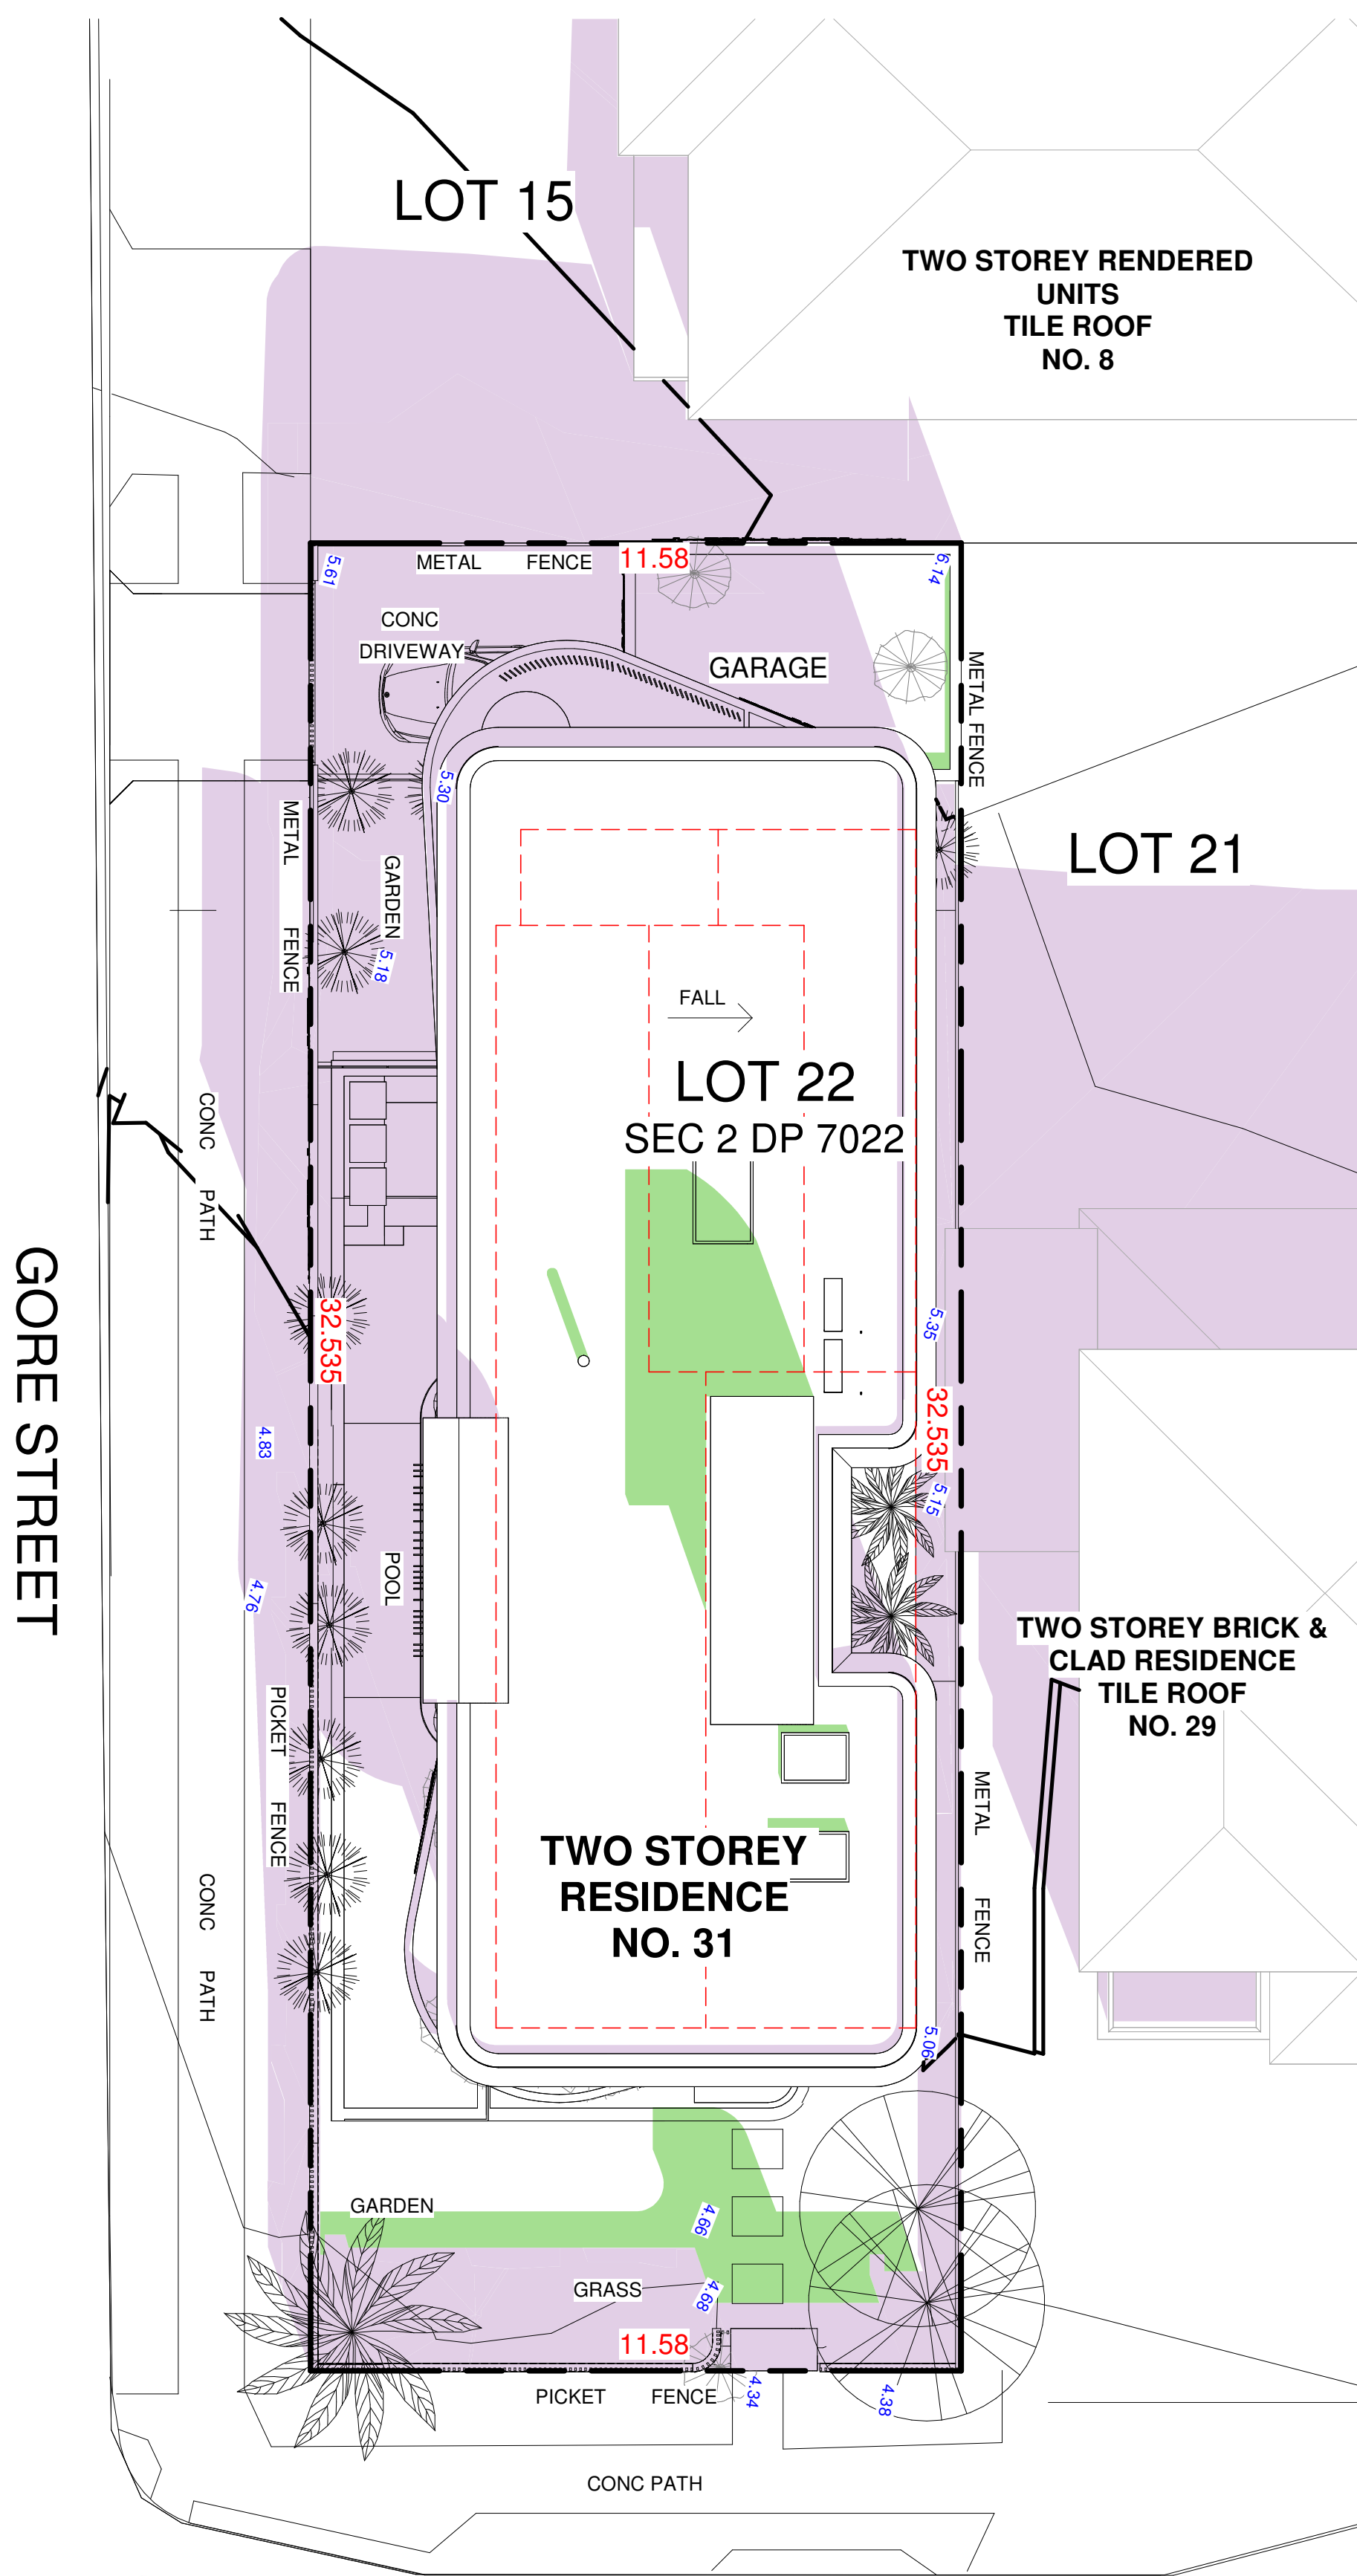 LOT 15
TWO STOREY RENDERED
UNITS
TILE ROOF
NO. 8
METAL FENCE
11.58
5.61
6.14
CONC
DRIVEWAY
GARAGE
METAL FENCE
5.30
METAL FENCE
GARDEN
5.18
LOT 21
FALL
LOT 22
SEC 2 DP 7022
CONC PATH
GORE STREET
32.535
5.35
32.535
4.83
5.15
4.76
POOL
TWO STOREY BRICK &
CLAD RESIDENCE
TILE ROOF
NO. 29
PICKET FENCE
METAL FENCE
TWO STOREY
RESIDENCE
NO. 31
CONC PATH
5.06
GARDEN
4.66
GRASS
4.68
11.58
PICKET FENCE
4.34
4.38
CONC PATH